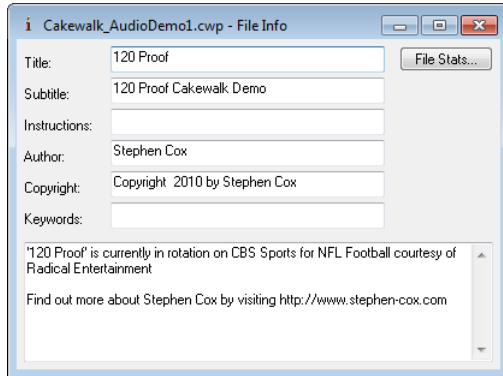 i Cakewalk_AudioDemo1.cwp - File Info
Title: 120 Proof File Stats...
Subtitle: 120 Proof Cakewalk Demo
Instructions:
Author: Stephen Cox
Copyright: Copyright 2010 by Stephen Cox
Keywords:
'120 Proof' is currently in rotation on CBS Sports for NFL Football courtesy of
Radical Entertainment
Find out more about Stephen Cox by visiting http://www.stephen-cox.com